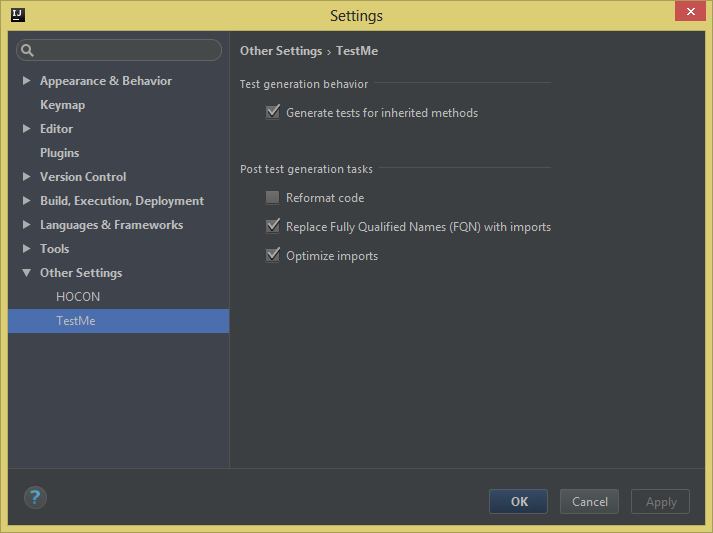 IJ
Settings
Appearance & Behavior
Keymap
Editor
Plugins
Version Control
Build, Execution, Deployment
Languages & Frameworks
Tools
Other Settings
HOCON
TestMe
Other Settings › TestMe
Test generation behavior
Generate tests for inherited methods
Post test generation tasks
Reformat code
Replace Fully Qualified Names (FQN) with imports
Optimize imports
?
OK
Cancel
Apply